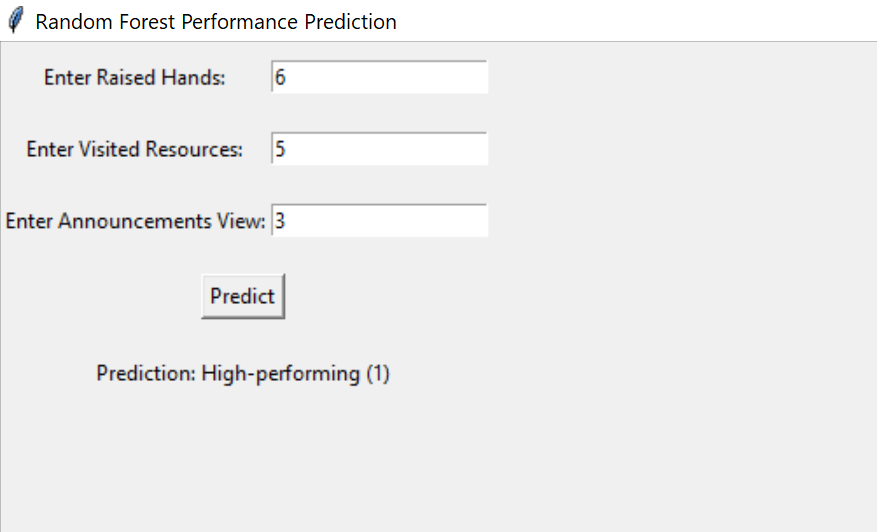 Random Forest Performance Prediction
Enter Raised Hands: 6
Enter Visited Resources: 5
Enter Announcements View: 3
Predict
Prediction: High-performing (1)